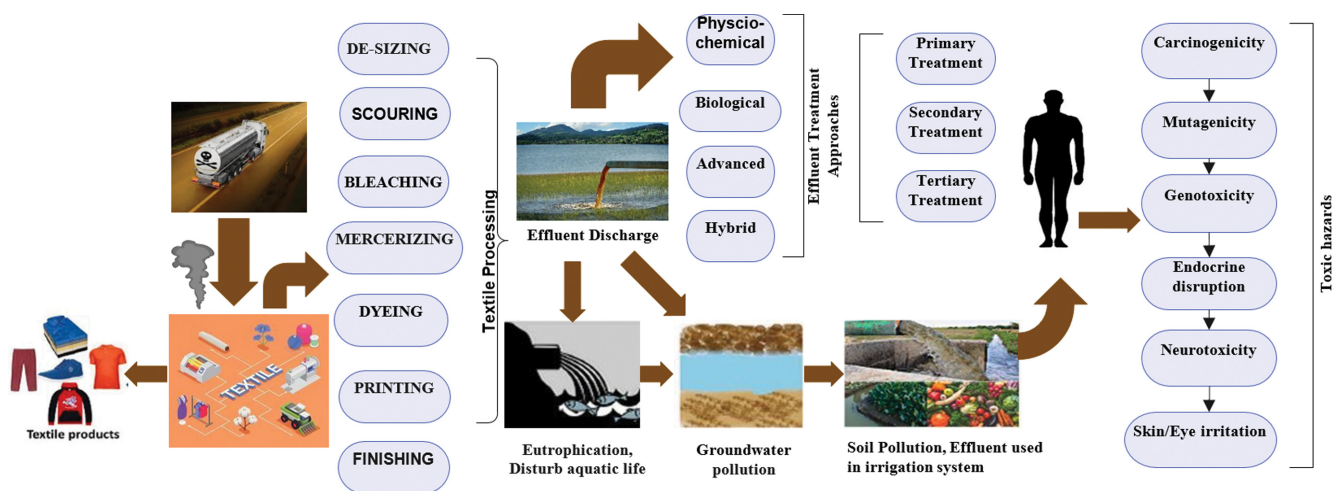 DE-SIZING
SCOURING
BLEACHING
MERCERIZING
DYEING
PRINTING
FINISHING
Textile Processing
TEXTILE
Textile products
Effluent Discharge
Physcio-
chemical
Biological
Advanced
Hybrid
Effluent Treatment
Approaches
Primary
Treatment
Secondary
Treatment
Tertiary
Treatment
Eutrophication,
Disturb aquatic life
Groundwater
pollution
Soil Pollution, Effluent used
in irrigation system
Carcinogenicity
Mutagenicity
Genotoxicity
Endocrine
disruption
Neurotoxicity
Skin/Eye irritation
Toxic hazards